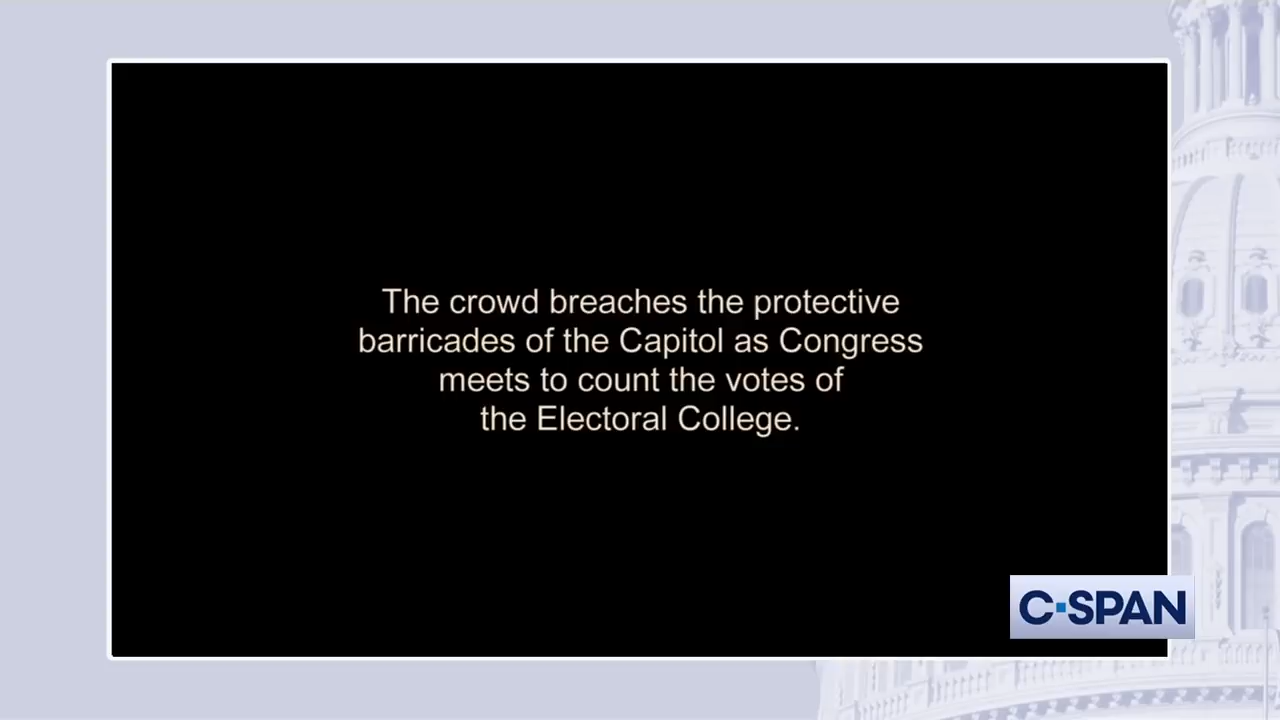 The crowd breaches the protective
barricades of the Capitol as Congress
meets to count the votes of
the Electoral College.
C·SPAN